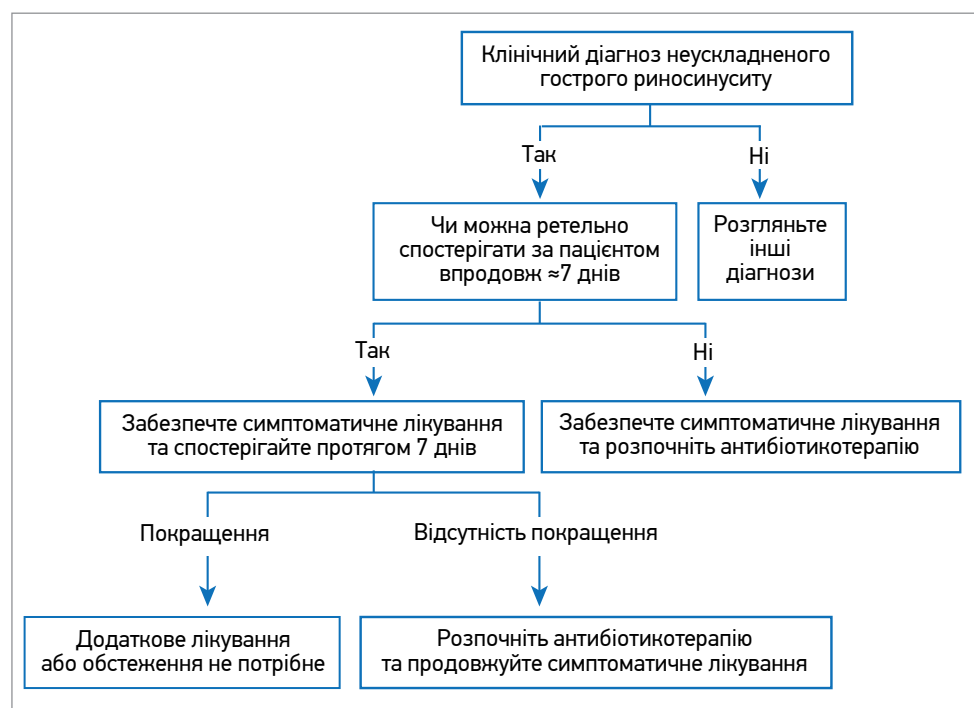 Клінічний діагноз неускладненого
гострого риносинуситу
Так
Ні
Чи можна ретельно
спостерігати за пацієнтом
впродовж ≈7 днів
Розгляньте
інші
діагнози
Так
Ні
Забезпечте симптоматичне лікування
та спостерігайте протягом 7 днів
Забезпечте симптоматичне лікування
та розпочніть антибіотикотерапію
Покращення
Відсутність покращення
Додаткове лікування
або обстеження не потрібне
Розпочніть антибіотикотерапію
та продовжуйте симптоматичне лікування